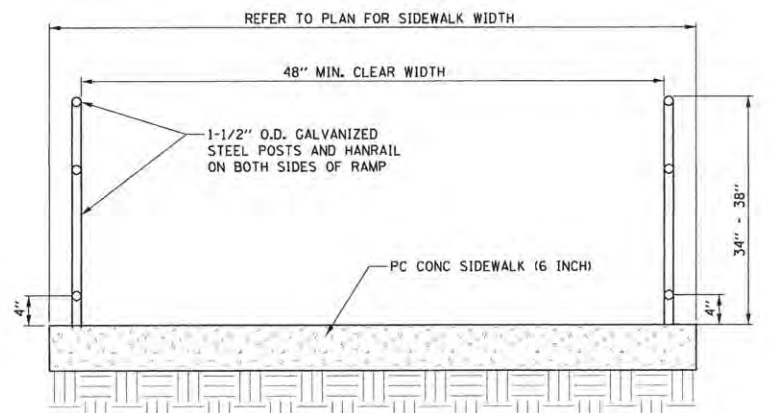 REFER TO PLAN FOR SIDEWALK WIDTH
48" MIN. CLEAR WIDTH
1-1/2" O.D. GALVANIZED
STEEL POSTS AND HANRAIL
ON BOTH SIDES OF RAMP
34" - 38"
PC CONC SIDEWALK (6 INCH)
4"
4"